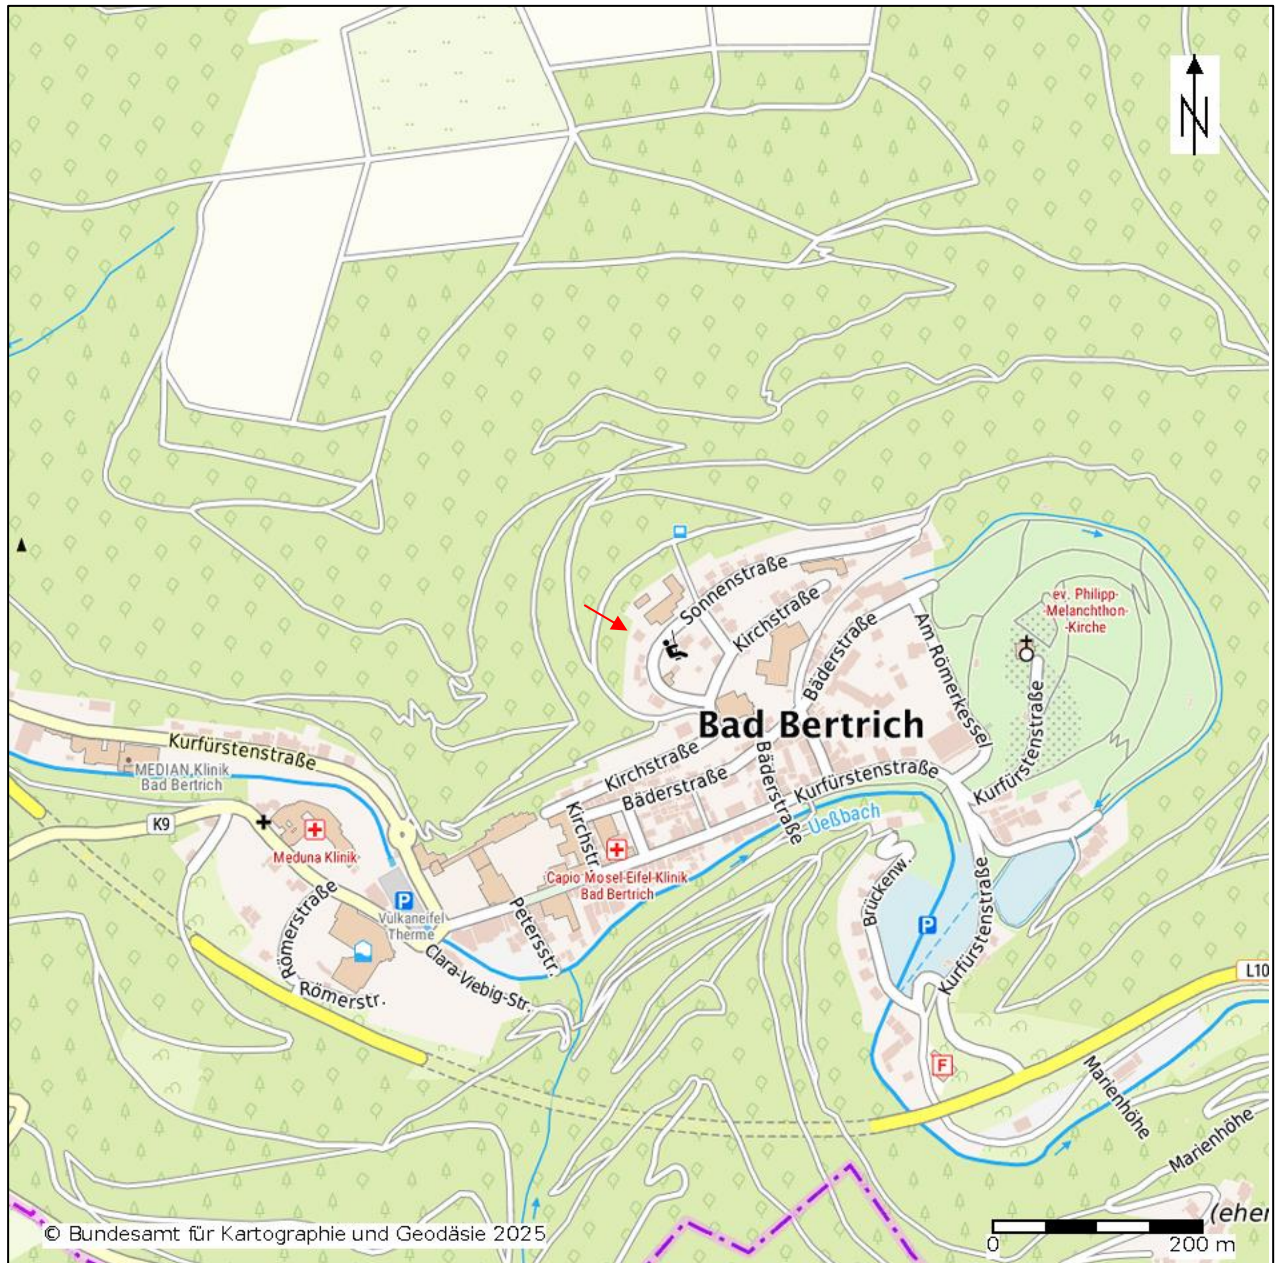 N
Sonnenstraße
Kirchstraße
Bäderstraße
Am Römerkessel
ev. Philipp-
-Melanchthon-
-Kirche
Kurfürstenstraße
Bad Bertrich
Kurfürstenstraße
MEDIAN Klinik
Bad Bertrich
Kirchstraße
Bäderstraße
Bäderstraße
Kurfürstenstraße
Kurfürstenstraße
Ueßbach
K9
Meduna Klinik
Kirchstr.
Capio Mosel-Eifel-Klinik
Bad Bertrich
Brückenw.
Kurfürstenstraße
P
Vulkaneifel
Therme
Römerstraße
Petersstr.
P
Clara-Viebig-Str.
Römerstr.
L10
F
Marienhöhe
Marienhöhe
(eher
© Bundesamt für Kartographie und Geodäsie 2025
0 200 m